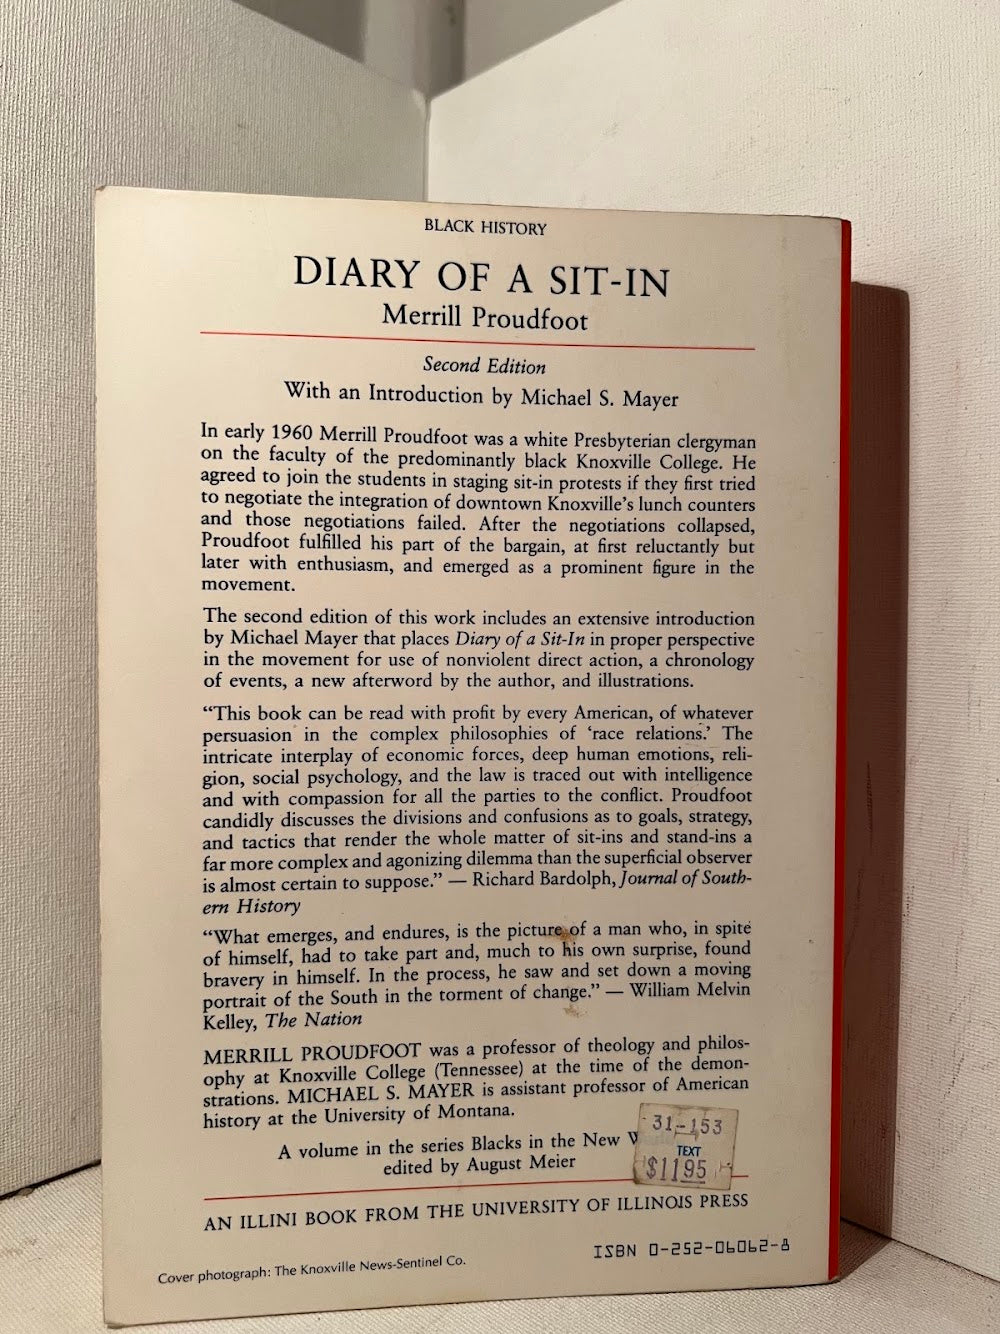 BLACK HISTORY
DIARY OF A SIT-IN
Merrill Proudfoot
Second Edition
With an Introduction by Michael S. Mayer
In early 1960 Merrill Proudfoot was a white Presbyterian clergyman
on the faculty of the predominantly black Knoxville College. He
agreed to join the students in staging sit-in protests if they first tried
to negotiate the integration of downtown Knoxville's lunch counters
and those negotiations failed. After the negotiations collapsed,
Proudfoot fulfilled his part of the bargain, at first reluctantly but
later with enthusiasm, and emerged as a prominent figure in the
movement.
The second edition of this work includes an extensive introduction
by Michael Mayer that places Diary of a Sit-In in proper perspective
in the movement for use of nonviolent direct action, a chronology
of events, a new afterword by the author, and illustrations.
“This book can be read with profit by every American, of whatever
persuasion in the complex philosophies of ‘race relations.’ The
intricate interplay of economic forces, deep human emotions, reli-
gion, social psychology, and the law is traced out with intelligence
and with compassion for all the parties to the conflict. Proudfoot
candidly discusses the divisions and confusions as to goals, strategy,
and tactics that render the whole matter of sit-ins and stand-ins a
far more complex and agonizing dilemma than the superficial observer
is almost certain to suppose.” — Richard Bardolph, Journal of South-
ern History
“What emerges, and endures, is the picture of a man who, in spite
of himself, had to take part and, much to his own surprise, found
bravery in himself. In the process, he saw and set down a moving
portrait of the South in the torment of change.” — William Melvin
Kelley, The Nation
MERRILL PROUDFOOT was a professor of theology and philos-
ophy at Knoxville College (Tennessee) at the time of the demon-
strations. MICHAEL S. MAYER is assistant professor of American
history at the University of Montana.
A volume in the series Blacks in the New
edited by August Meier
31-153
TEXT
$1195
AN ILLINI BOOK FROM THE UNIVERSITY OF ILLINOIS PRESS
ISBN 0-252-06062-8
Cover photograph: The Knoxville News-Sentinel Co.